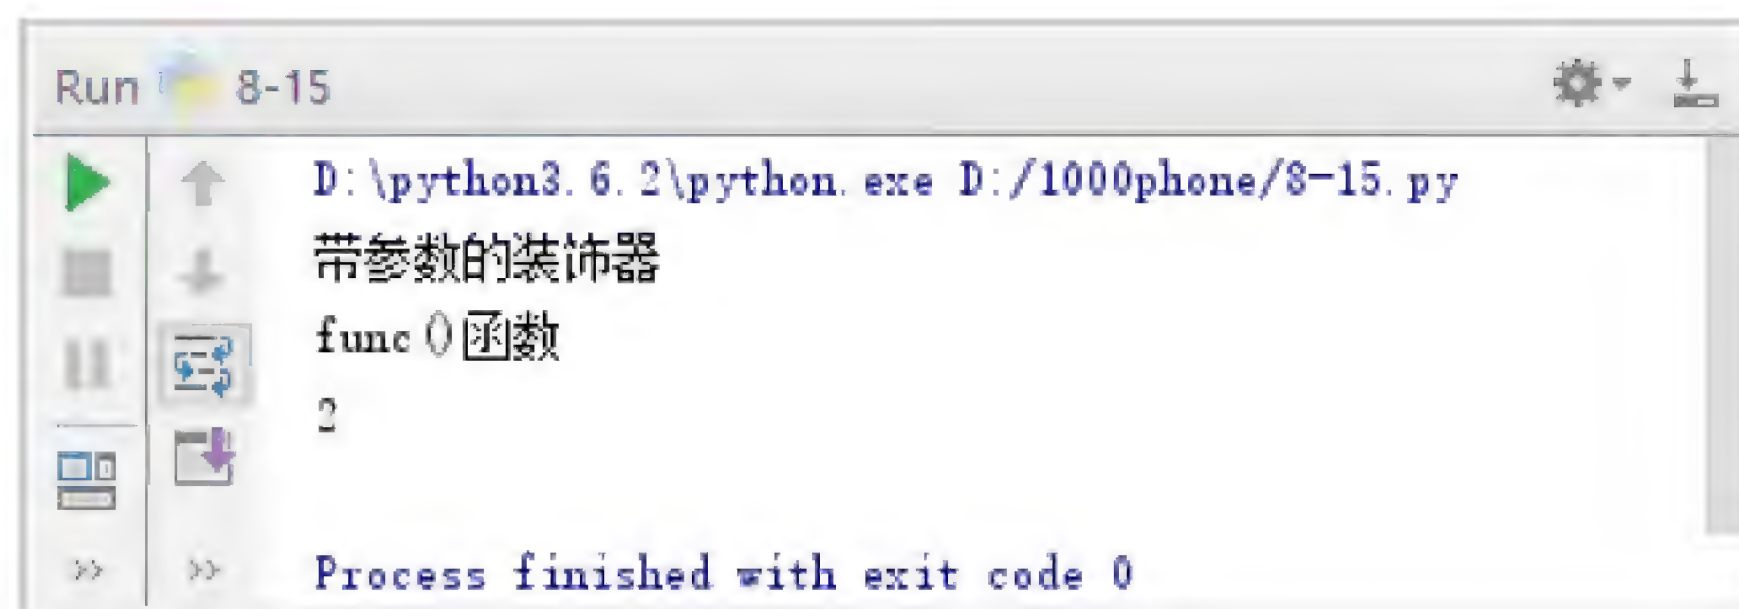 Run 8-15
D:\python3.6.2\python.exe D:/1000phone/8-15.py
带参数的装饰器
func()函数
2
Process finished with exit code 0